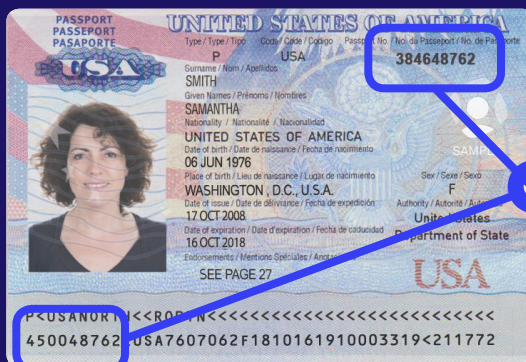 PASSPORT
PASSEPORT
PASAPORTE
USA
UNITED STATES OF AMERICA
Type / Type / Tipo Code / Code / Codigo Passport No. / No. du Passeport / No. de Pasaporte
P USA 384648762
Surname / Nom / Apellidos
SMITH
Given Names / Prénoms / Nombres
SAMANTHA
Nationality / Nationalité / Nacionalidad
UNITED STATES OF AMERICA
Date of birth / Date de naissance / Fecha de nacimiento
06 JUN 1976
Place of birth / Lieu de naissance / Lugar de nacimiento Sex / Sexe / Sexo
WASHINGTON , D.C., U.S.A. F
Date of issue / Date de délivrance / Fecha de expedición Authority / Autorité /
17 OCT 2008 United States
Date of expiration / Date d'expiration / Fecha de caducidad Department of State
16 OCT 2018
Endorsements / Mentions Spéciales /
SEE PAGE 27 USA
P<USANORTH<<ROBYN<<<<<<<<<<<<<<<<<<<<<<<<<<<
450048762 USA7607062F1810161910003319<211772